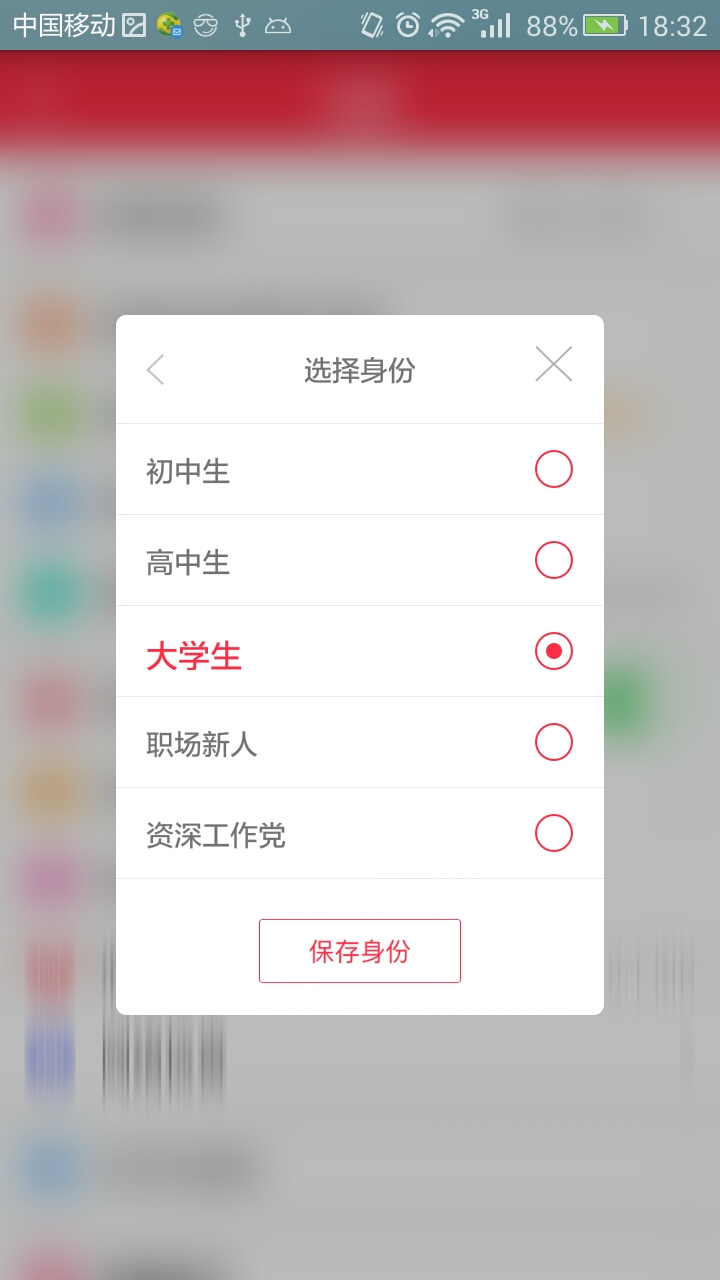 中国移动 3G 88% 18:32
选择身份
初中生
高中生
大学生
职场新人
资深工作党
保存身份